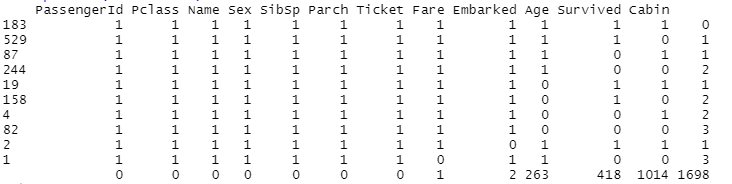 PassengerId Pclass Name Sex SibSp Parch Ticket Fare Embarked Age Survived Cabin
183 1 1 1 1 1 1 1 1 1 1 1 1 0
529 1 1 1 1 1 1 1 1 1 1 1 0 1
87 1 1 1 1 1 1 1 1 1 1 0 1 1
244 1 1 1 1 1 1 1 1 1 1 0 0 2
19 1 1 1 1 1 1 1 1 1 0 1 1 1
158 1 1 1 1 1 1 1 1 1 0 1 0 2
4 1 1 1 1 1 1 1 1 1 0 0 1 2
82 1 1 1 1 1 1 1 1 1 0 0 0 3
2 1 1 1 1 1 1 1 1 0 1 1 1 1
1 1 1 1 1 1 1 1 0 1 1 0 0 3
0 0 0 0 0 0 0 1 2 263 418 1014 1698